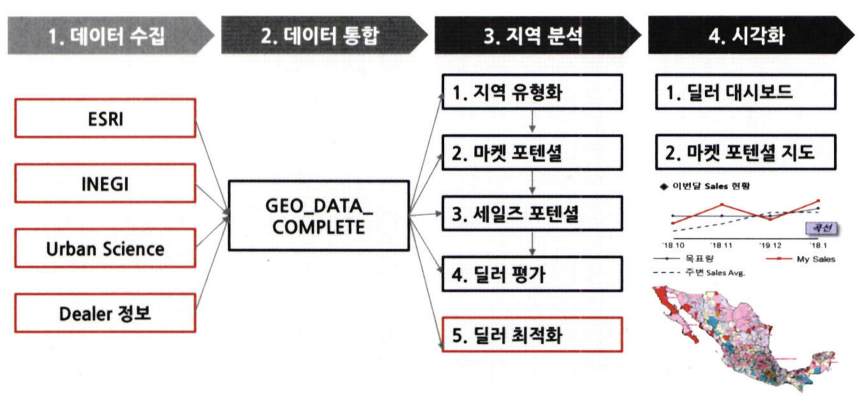 1. 데이터 수집
2. 데이터 통합
3. 지역 분석
4. 시각화
ESRI
INEGI
Urban Science
Dealer 정보
GEO_DATA_
COMPLETE
1. 지역 유형화
2. 마켓 포텐셜
3. 세일즈 포텐셜
4. 딜러 평가
5. 딜러 최적화
1. 딜러 대시보드
2. 마켓 포텐셜 지도
◆ 이번달 Sales 현황
곡선
'18 10
'18 11
'19 12
'18.1
목표량
My Sales
주변 Sales Avg.